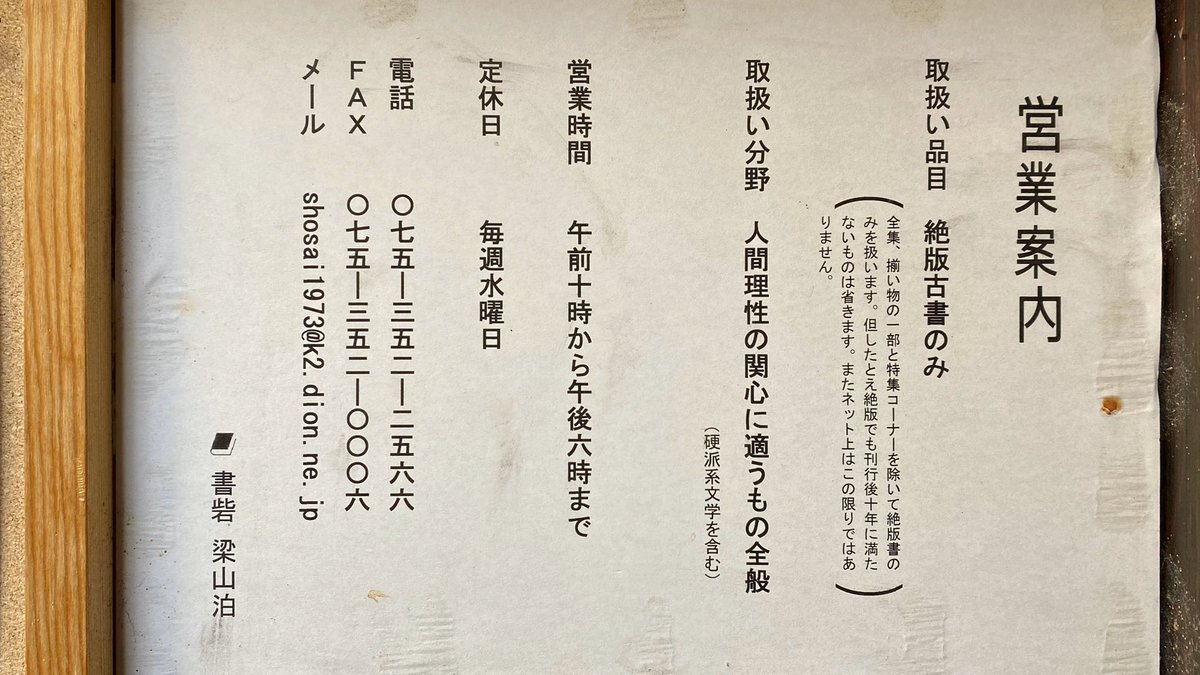 営業案内
取扱い品目 絶版古書のみ
全集、揃い物の一部と特集コーナーを除いて絶版書の
みを扱います。但したとえ絶版でも刊行後十年に満た
ないものは省きます。またネット上はこの限りではあ
りません。
取扱い分野 人間理性の関心に適うもの全般
（硬派系文学を含む）
営業時間 午前十時から午後六時まで
定休日 毎週水曜日
電話 〇七五―三五二―二五六六
ＦＡＸ 〇七五―三五二―〇〇〇六
メール shosai1973@k2.dion.ne.jp
書砦 梁山泊